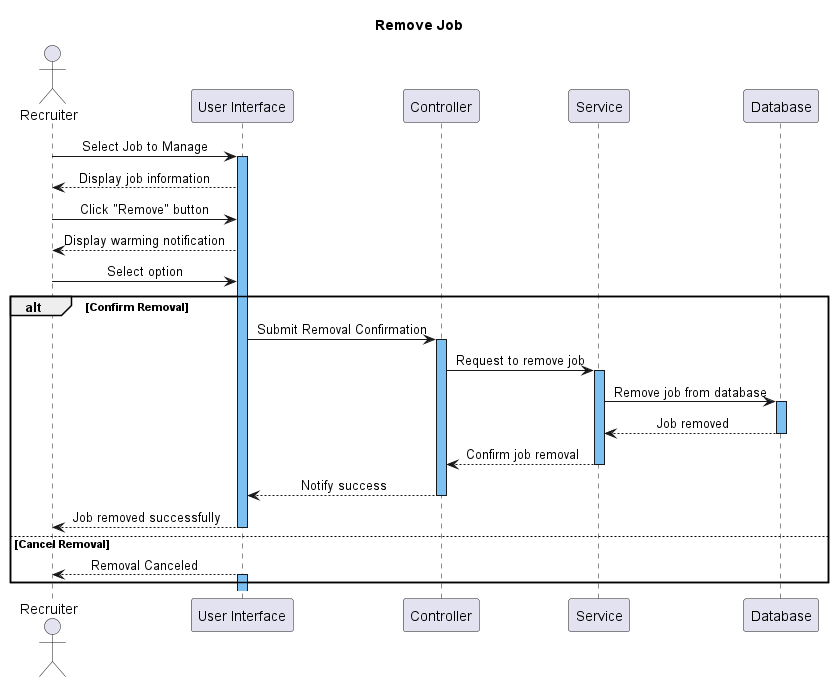 Remove Job
Recruiter
User Interface
Controller
Service
Database
Select Job to Manage
Display job information
Click "Remove" button
Display warming notification
Select option
alt
[Confirm Removal]
Submit Removal Confirmation
Request to remove job
Remove job from database
Job removed
Confirm job removal
Notify success
Job removed successfully
[Cancel Removal]
Removal Canceled
Recruiter
User Interface
Controller
Service
Database